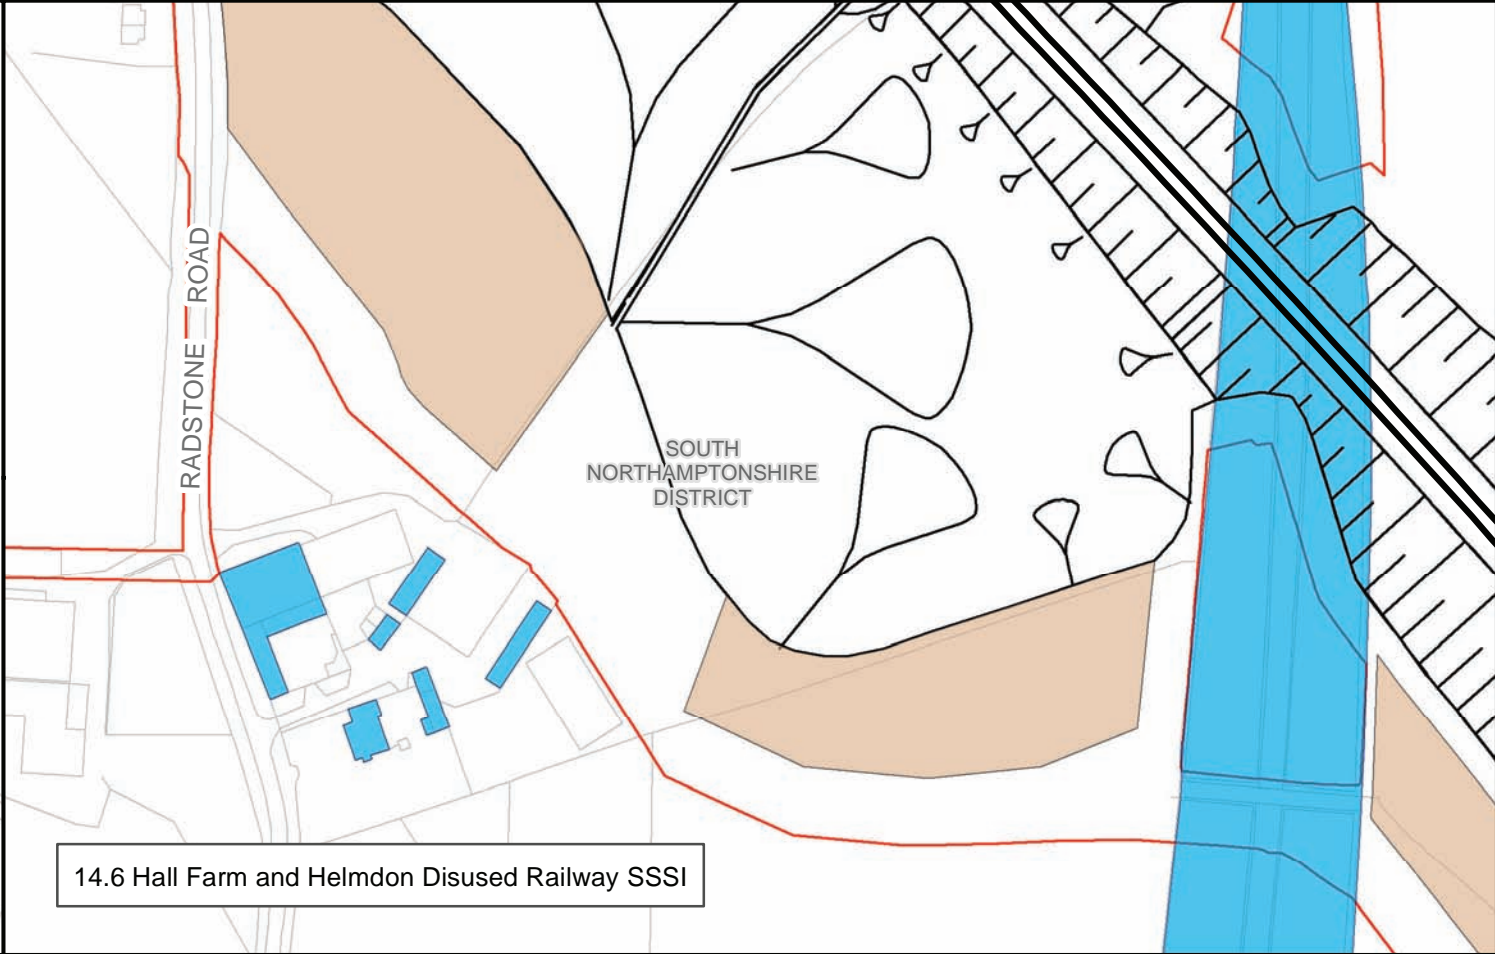 RADSTONE ROAD
SOUTH
NORTHAMPTONSHIRE
DISTRICT
14.6 Hall Farm and Helmdon Disused Railway SSSI